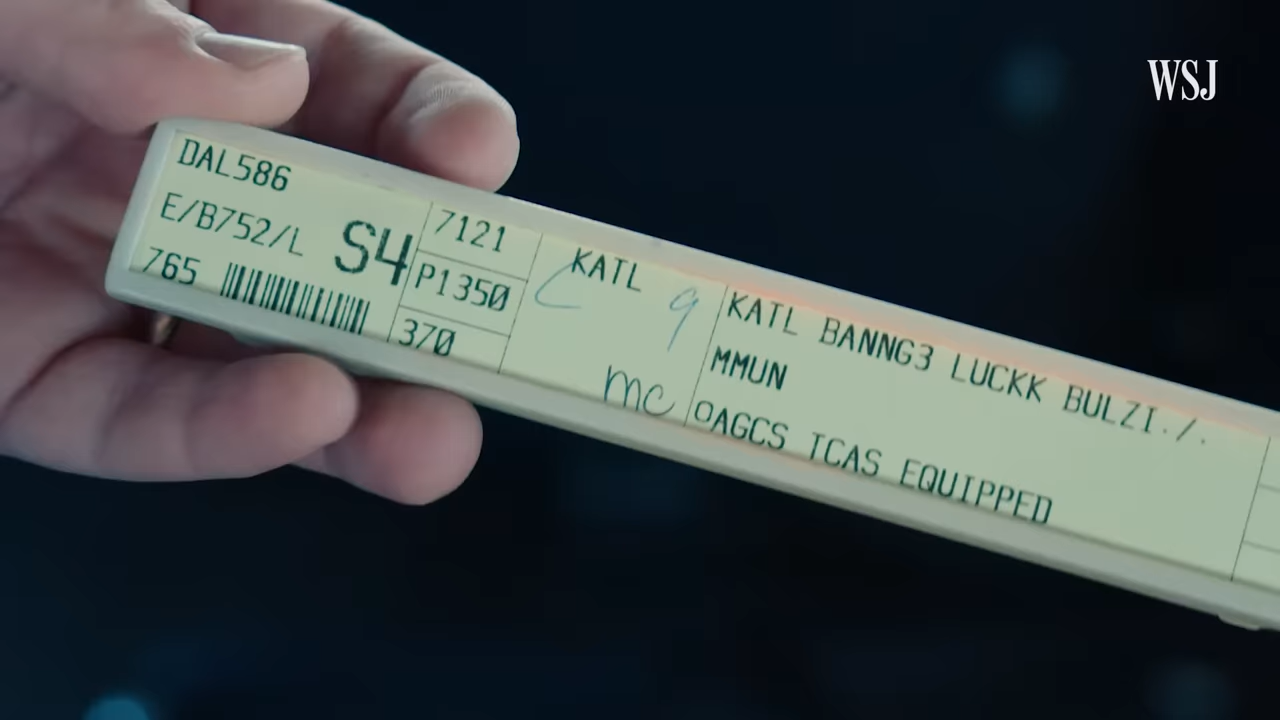 WSJ
DAL586
E/B752/L
S4
765
7121
P1350
370
KATL
C
9
mc
KATL BANNG3 LUCKK BULZI./.
MMUN
OAGCS TCAS EQUIPPED